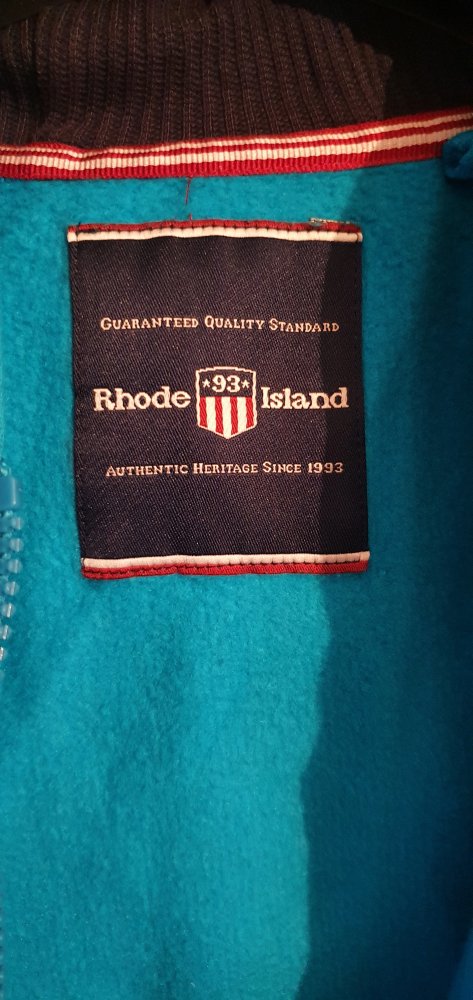 Guaranteed Quality Standard
Rhode ★93★ Island
Authentic Heritage Since 1993